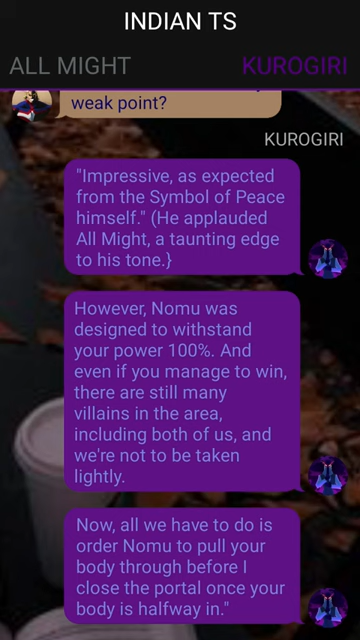 INDIAN TS
ALL MIGHT
KUROGIRI
weak point?
KUROGIRI
"Impressive, as expected
from the Symbol of Peace
himself." (He applauded
All Might, a taunting edge
to his tone.}
However, Nomu was
designed to withstand
your power 100%. And
even if you manage to win,
there are still many
villains in the area,
including both of us, and
we're not to be taken
lightly.
Now, all we have to do is
order Nomu to pull your
body through before I
close the portal once your
body is halfway in."